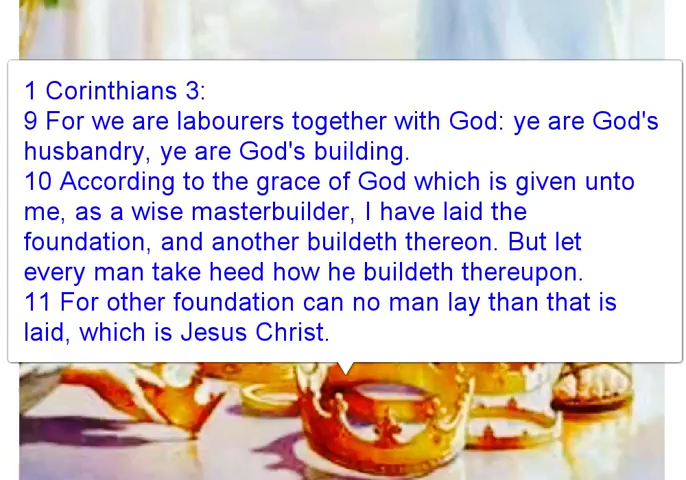 1 Corinthians 3:
9 For we are labourers together with God: ye are God's
husbandry, ye are God's building.
10 According to the grace of God which is given unto
me, as a wise masterbuilder, I have laid the
foundation, and another buildeth thereon. But let
every man take heed how he buildeth thereupon.
11 For other foundation can no man lay than that is
laid, which is Jesus Christ.